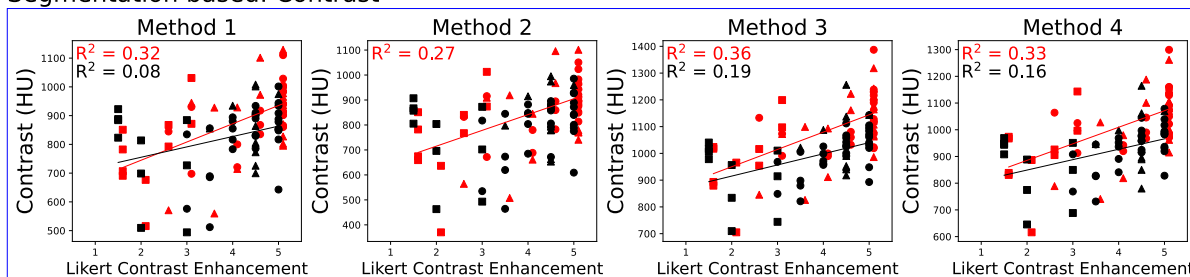 Segmentation-based: Contrast
Method 1
R² = 0.32
R² = 0.08
Contrast (HU)
1100
1000
900
800
700
600
500
1 2 3 4 5
Likert Contrast Enhancement
Method 2
R² = 0.27
Contrast (HU)
1100
1000
900
800
700
600
500
400
1 2 3 4 5
Likert Contrast Enhancement
Method 3
R² = 0.36
R² = 0.19
Contrast (HU)
1400
1300
1200
1100
1000
900
800
700
1 2 3 4 5
Likert Contrast Enhancement
Method 4
R² = 0.33
R² = 0.16
Contrast (HU)
1300
1200
1100
1000
900
800
700
600
1 2 3 4 5
Likert Contrast Enhancement